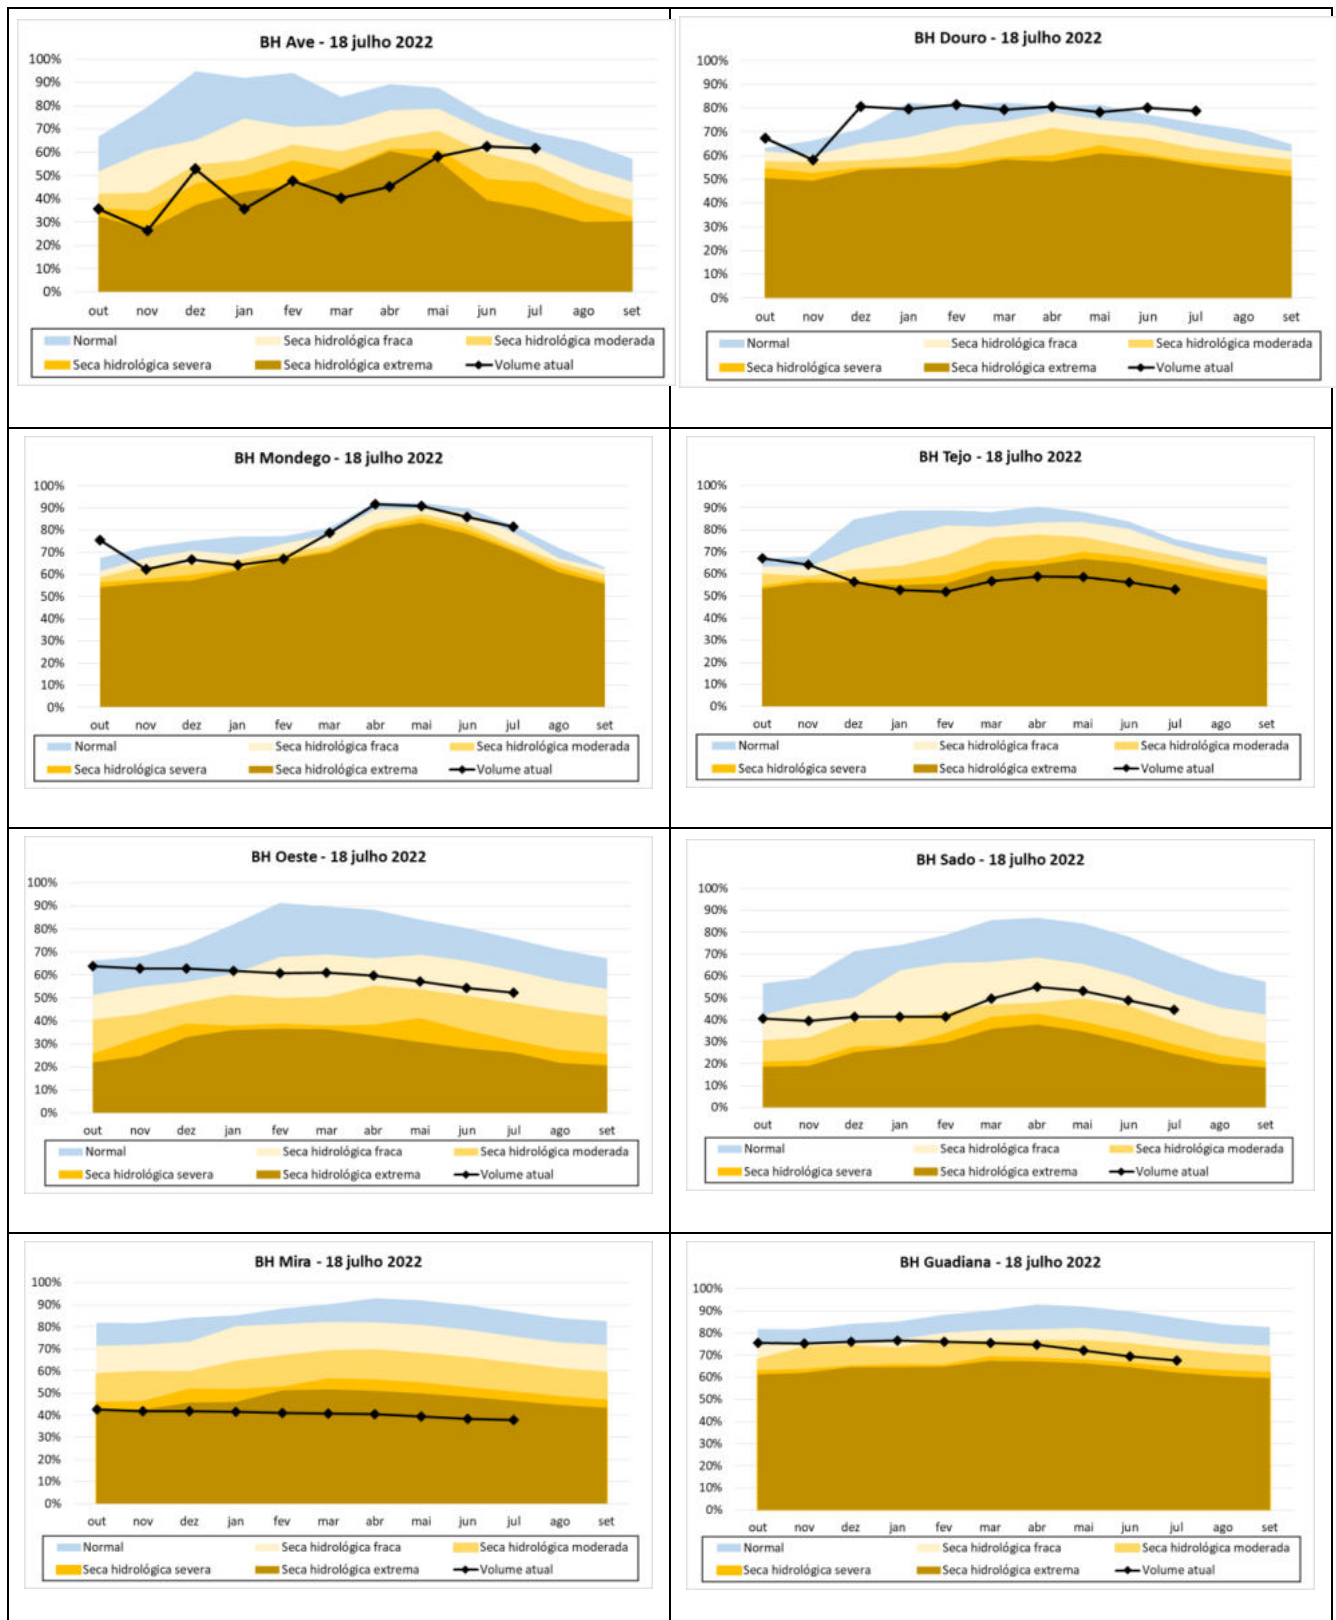 BH Ave - 18 julho 2022
100%
90%
80%
70%
60%
50%
40%
30%
20%
10%
0%
out nov dez jan fev mar abr mai jun jul ago set
Normal Seca hidrológica fraca Seca hidrológica moderada
Seca hidrológica severa Seca hidrológica extrema Volume atual
BH Douro - 18 julho 2022
100%
90%
80%
70%
60%
50%
40%
30%
20%
10%
0%
out nov dez jan fev mar abr mai jun jul ago set
Normal Seca hidrológica fraca Seca hidrológica moderada
Seca hidrológica severa Seca hidrológica extrema Volume atual
BH Mondego - 18 julho 2022
100%
90%
80%
70%
60%
50%
40%
30%
20%
10%
0%
out nov dez jan fev mar abr mai jun jul ago set
Normal Seca hidrológica fraca Seca hidrológica moderada
Seca hidrológica severa Seca hidrológica extrema Volume atual
BH Tejo - 18 julho 2022
100%
90%
80%
70%
60%
50%
40%
30%
20%
10%
0%
out nov dez jan fev mar abr mai jun jul ago set
Normal Seca hidrológica fraca Seca hidrológica moderada
Seca hidrológica severa Seca hidrológica extrema Volume atual
BH Oeste - 18 julho 2022
100%
90%
80%
70%
60%
50%
40%
30%
20%
10%
0%
out nov dez jan fev mar abr mai jun jul ago set
Normal Seca hidrológica fraca Seca hidrológica moderada
Seca hidrológica severa Seca hidrológica extrema Volume atual
BH Sado - 18 julho 2022
100%
90%
80%
70%
60%
50%
40%
30%
20%
10%
0%
out nov dez jan fev mar abr mai jun jul ago set
Normal Seca hidrológica fraca Seca hidrológica moderada
Seca hidrológica severa Seca hidrológica extrema Volume atual
BH Mira - 18 julho 2022
100%
90%
80%
70%
60%
50%
40%
30%
20%
10%
0%
out nov dez jan fev mar abr mai jun jul ago set
Normal Seca hidrológica fraca Seca hidrológica moderada
Seca hidrológica severa Seca hidrológica extrema Volume atual
BH Guadiana - 18 julho 2022
100%
90%
80%
70%
60%
50%
40%
30%
20%
10%
0%
out nov dez jan fev mar abr mai jun jul ago set
Normal Seca hidrológica fraca Seca hidrológica moderada
Seca hidrológica severa Seca hidrológica extrema Volume atual